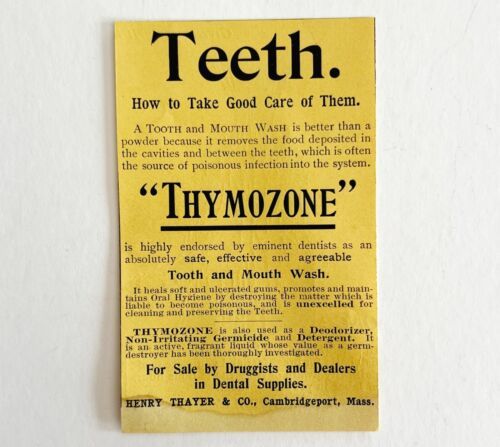 Teeth.
How to Take Good Care of Them.
A TOOTH and MOUTH WASH is better than a
powder because it removes the food deposited
in the cavities and between the teeth, which is often
the source of poisonous infection into the system.
"THYMOZONE"
is highly endorsed by eminent dentists as an
absolutely safe, effective and agreeable
Tooth and Mouth Wash.
It heals soft and ulcerated gums, promotes and main-
tains Oral Hygiene by destroying the matter which is
liable to become poisonous, and is unexcelled for
cleaning and preserving the Teeth.
THYMOZONE is also used as a Deodorizer,
Non-Irritating Germicide and Detergent. It
is an active, fragrant liquid whose value as a germ-
destroyer has been thoroughly investigated.
For Sale by Druggists and Dealers
in Dental Supplies.
HENRY THAYER & CO., Cambridgeport, Mass.